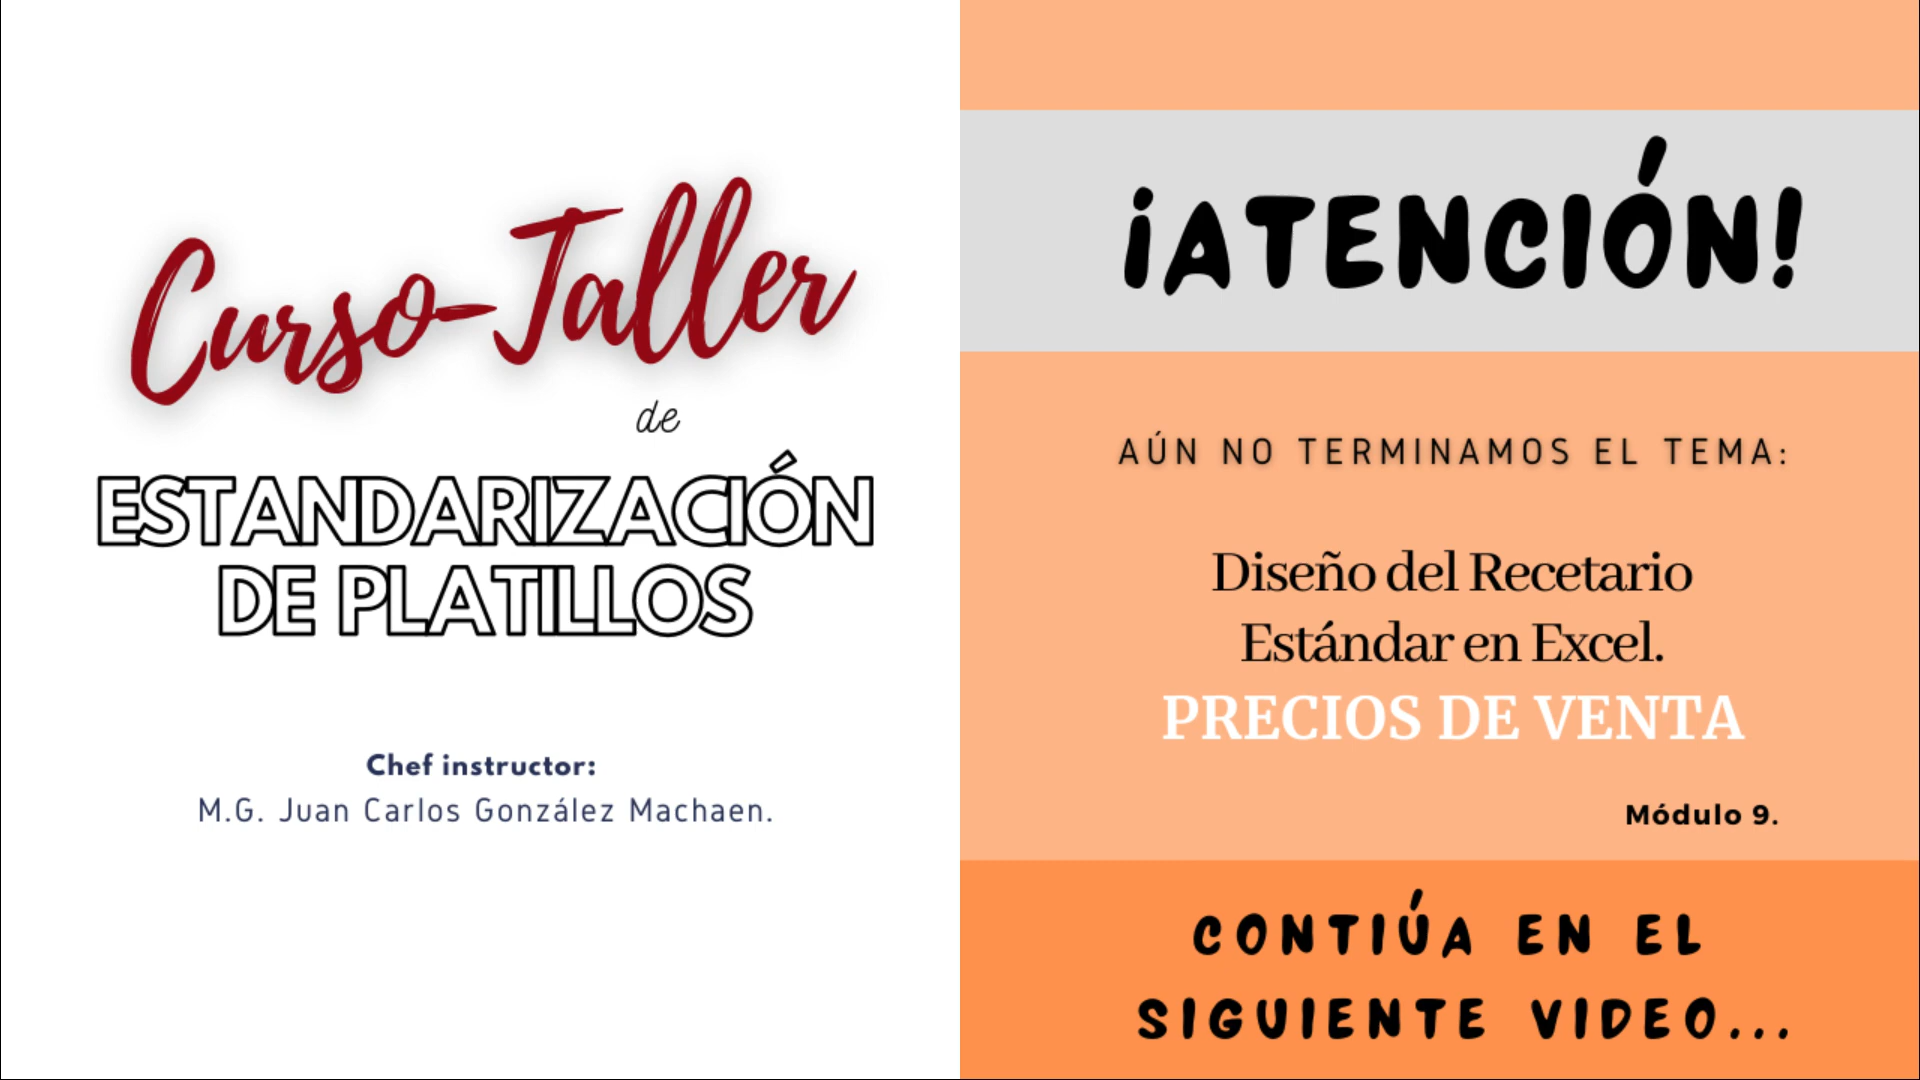 Curso-Taller
de
ESTANDARIZACIÓN
DE PLATILLOS
Chef instructor:
M.G. Juan Carlos González Machaen.
¡ATENCIÓN!
AÚN NO TERMINAMOS EL TEMA:
Diseño del Recetario
Estándar en Excel.
PRECIOS DE VENTA
Módulo 9.
CONTIÚA EN EL
SIGUIENTE VIDEO...